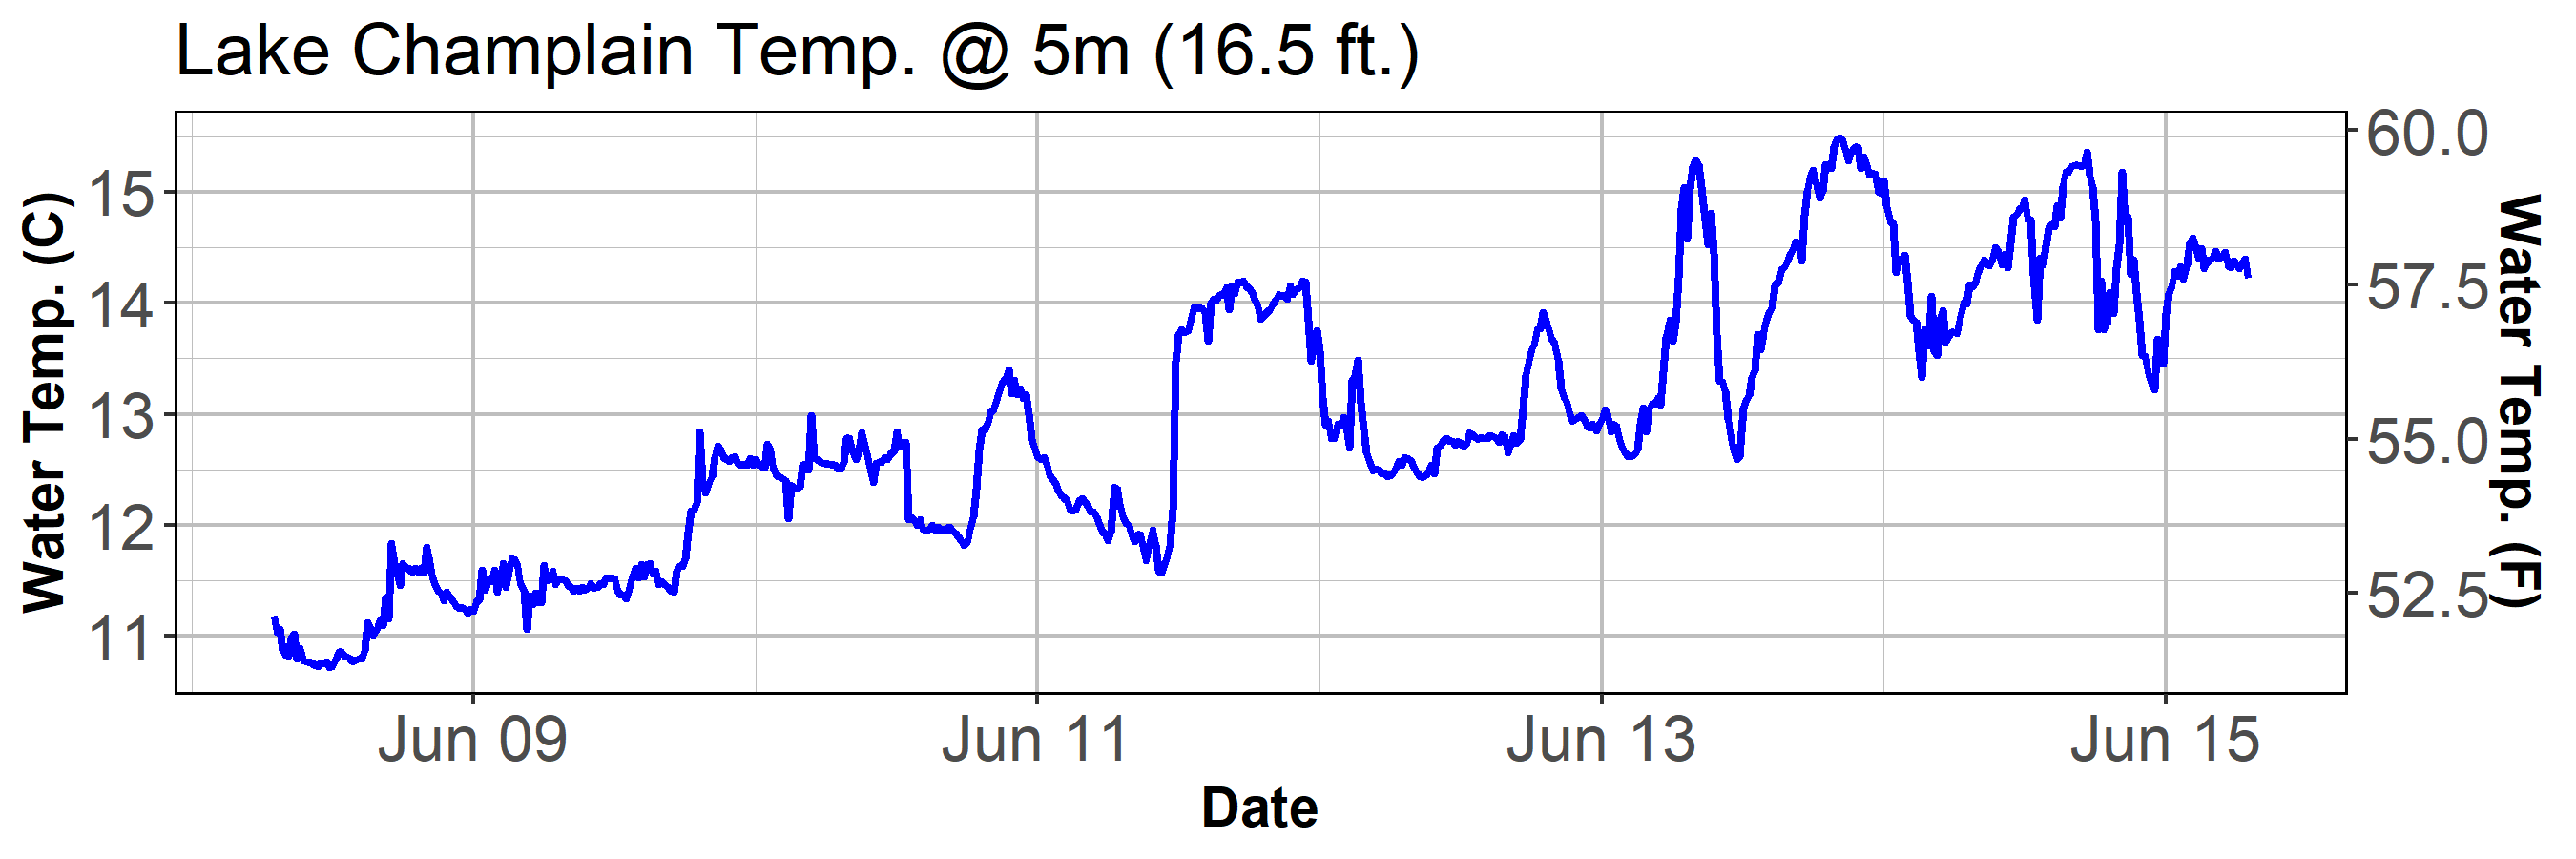 Lake Champlain Temp. @ 5m (16.5 ft.)
Water Temp. (C)
15
14
13
12
11
60.0
57.5
55.0
52.5
Water Temp. (F)
Jun 09 Jun 11 Jun 13 Jun 15
Date